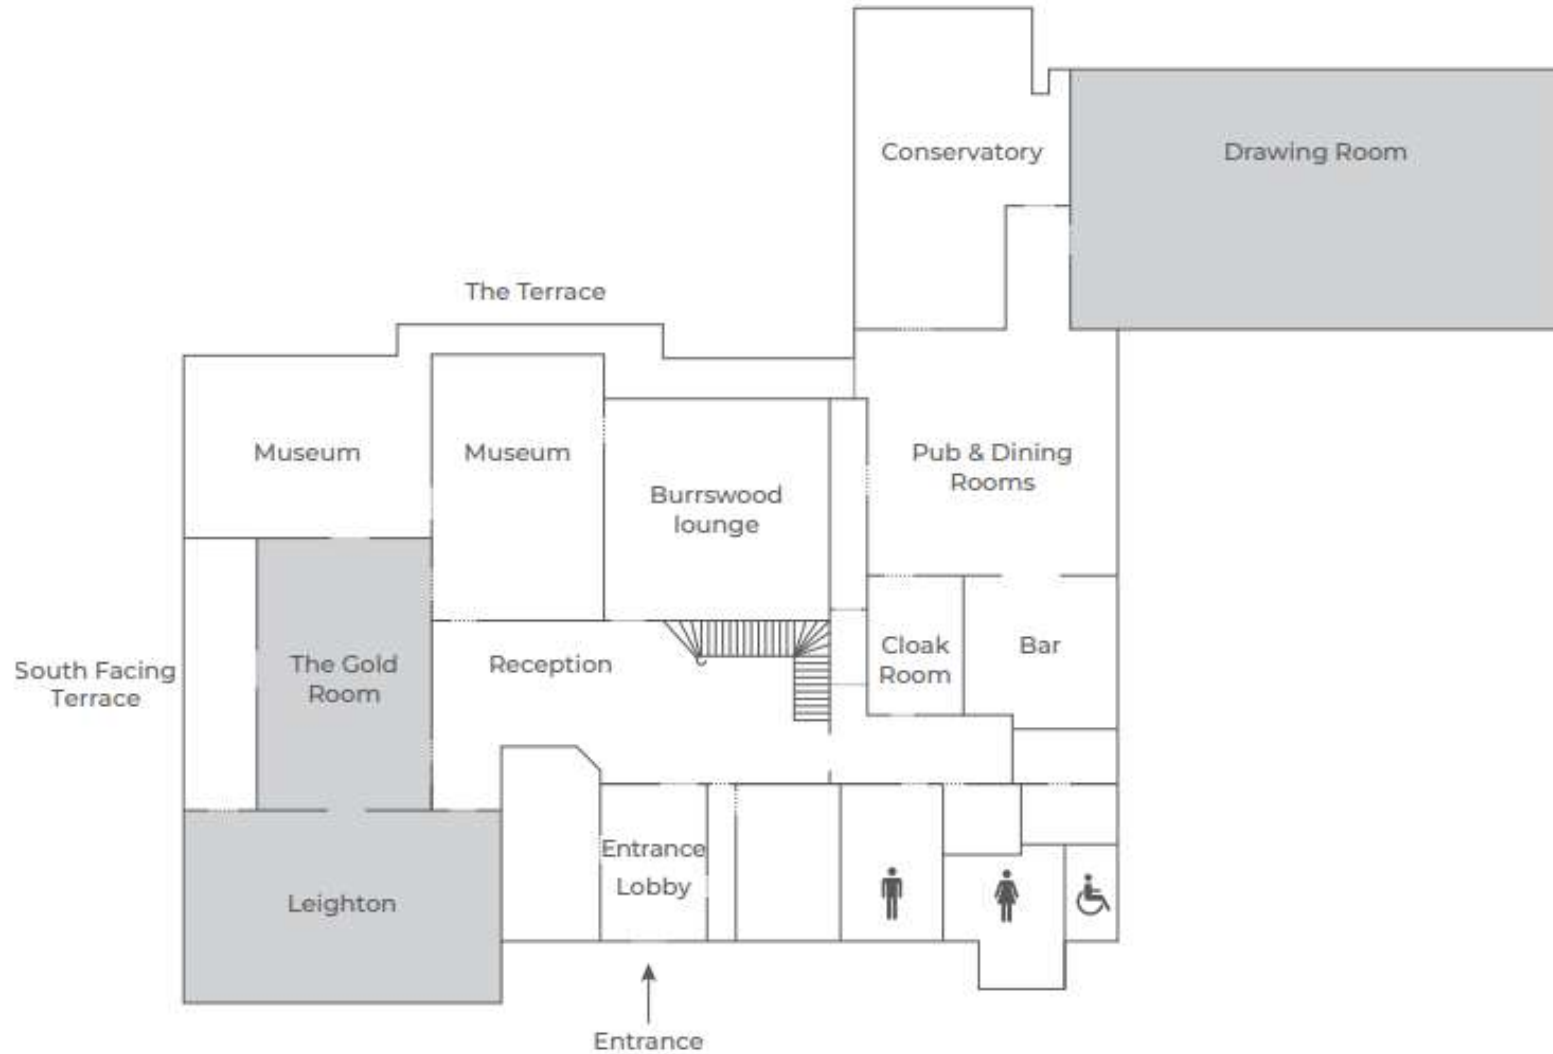 Conservatory
Drawing Room
The Terrace
Museum
Museum
Burrswood
lounge
Pub & Dining
Rooms
South Facing
Terrace
The Gold
Room
Reception
Cloak
Room
Bar
Entrance
Lobby
Leighton
Entrance